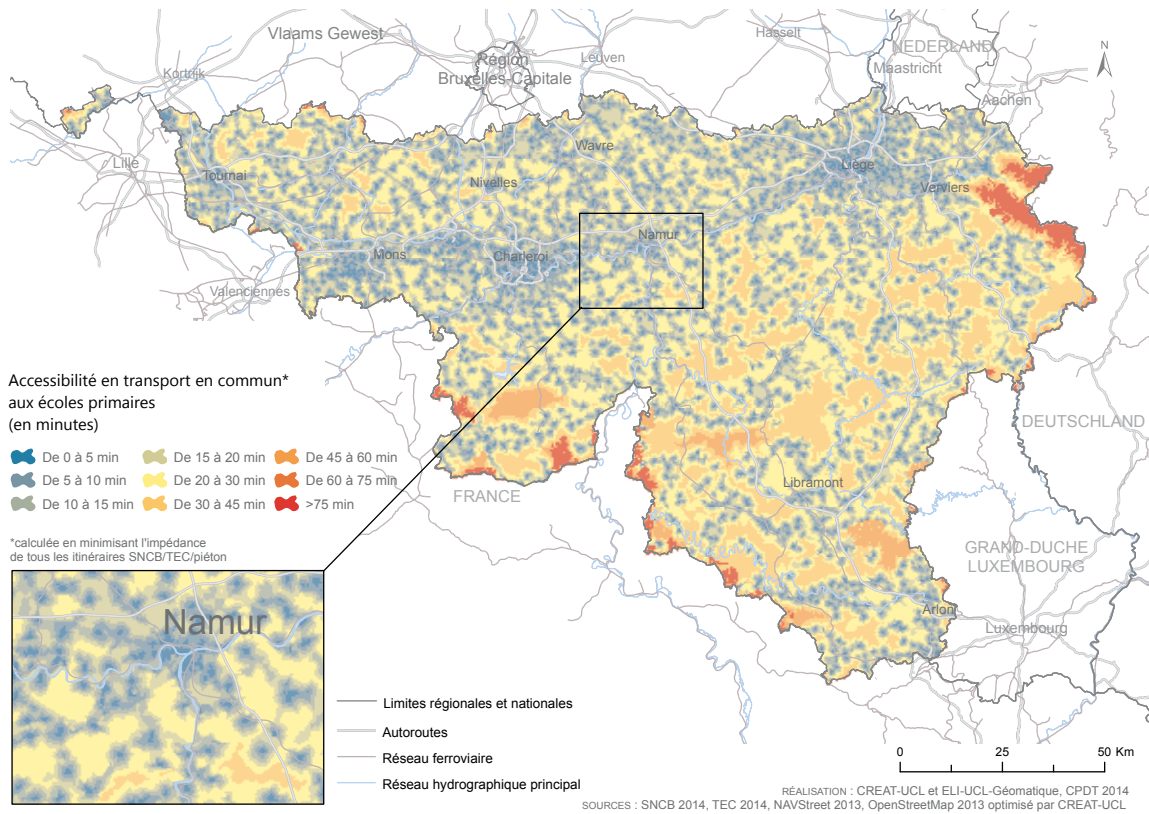 Vlaams Gewest
Hasselt
NEDERLAND
Maastricht
N
Kortrijk
Région
Bruxelles-Capitale
Leuven
Aachen
Lille
Tournai
Wavre
Liège
Verviers
Nivelles
Namur
Mons
Charleroi
Valenciennes
Accessibilité en transport en commun*
aux écoles primaires
(en minutes)
De 0 à 5 min
De 15 à 20 min
De 45 à 60 min
De 5 à 10 min
De 20 à 30 min
De 60 à 75 min
De 10 à 15 min
De 30 à 45 min
>75 min
*calculée en minimisant l'impédance
de tous les itinéraires SNCB/TEC/piéton
FRANCE
DEUTSCHLAND
Libramont
GRAND-DUCHE
LUXEMBOURG
Arlon
Luxembourg
Namur
Limites régionales et nationales
Autoroutes
Réseau ferroviaire
Réseau hydrographique principal
0 25 50 Km
RÉALISATION : CREAT-UCL et ELI-UCL-Géomatique, CPDT 2014
SOURCES : SNCB 2014, TEC 2014, NAVStreet 2013, OpenStreetMap 2013 optimisé par CREAT-UCL